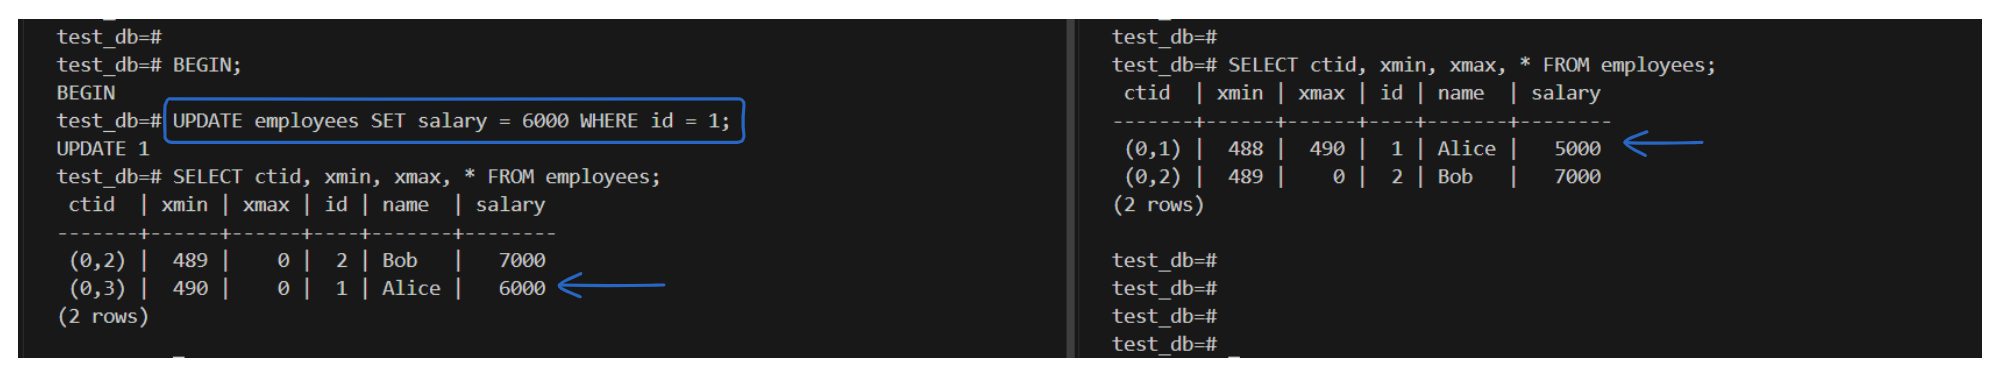 test_db=#
test_db=# BEGIN;
BEGIN
test_db=# UPDATE employees SET salary = 6000 WHERE id = 1;
UPDATE 1
test_db=# SELECT ctid, xmin, xmax, * FROM employees;
 ctid  | xmin | xmax | id | name  | salary
-------+------+------+----+-------+--------
 (0,2) |  489 |    0 |  2 | Bob   |   7000
 (0,3) |  490 |    0 |  1 | Alice |   6000
(2 rows)
test_db=#
test_db=# SELECT ctid, xmin, xmax, * FROM employees;
 ctid  | xmin | xmax | id | name  | salary
-------+------+------+----+-------+--------
 (0,1) |  488 |  490 |  1 | Alice |   5000
 (0,2) |  489 |    0 |  2 | Bob   |   7000
(2 rows)
test_db=#
test_db=#
test_db=#
test_db=#